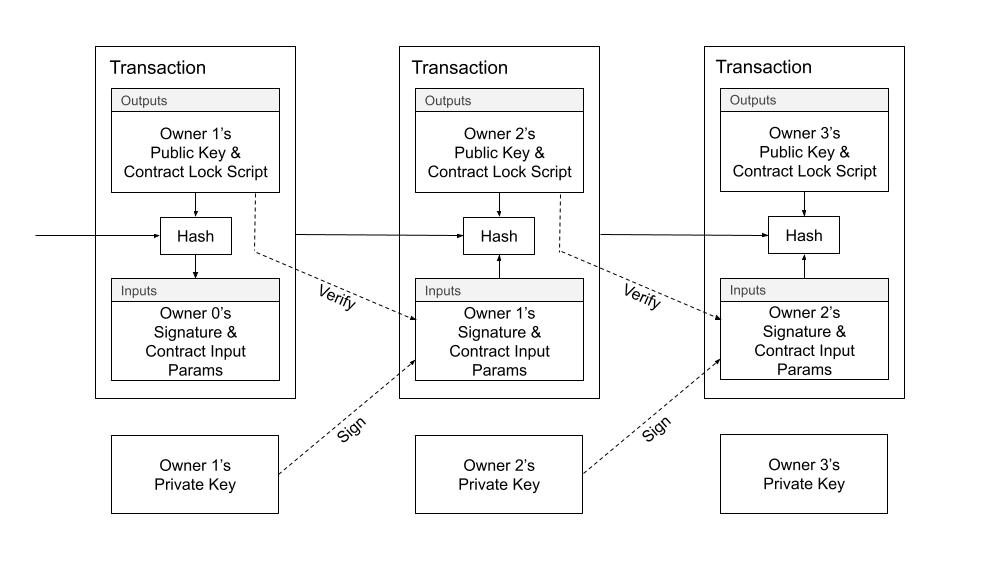 Transaction
Outputs
Owner 1’s
Public Key &
Contract Lock Script
Hash
Inputs
Owner 0’s
Signature &
Contract Input
Params
Transaction
Outputs
Owner 2’s
Public Key &
Contract Lock Script
Hash
Inputs
Owner 1’s
Signature &
Contract Input
Params
Transaction
Outputs
Owner 3’s
Public Key &
Contract Lock Script
Hash
Inputs
Owner 2’s
Signature &
Contract Input
Params
Verify
Verify
Sign
Sign
Owner 1’s
Private Key
Owner 2’s
Private Key
Owner 3’s
Private Key